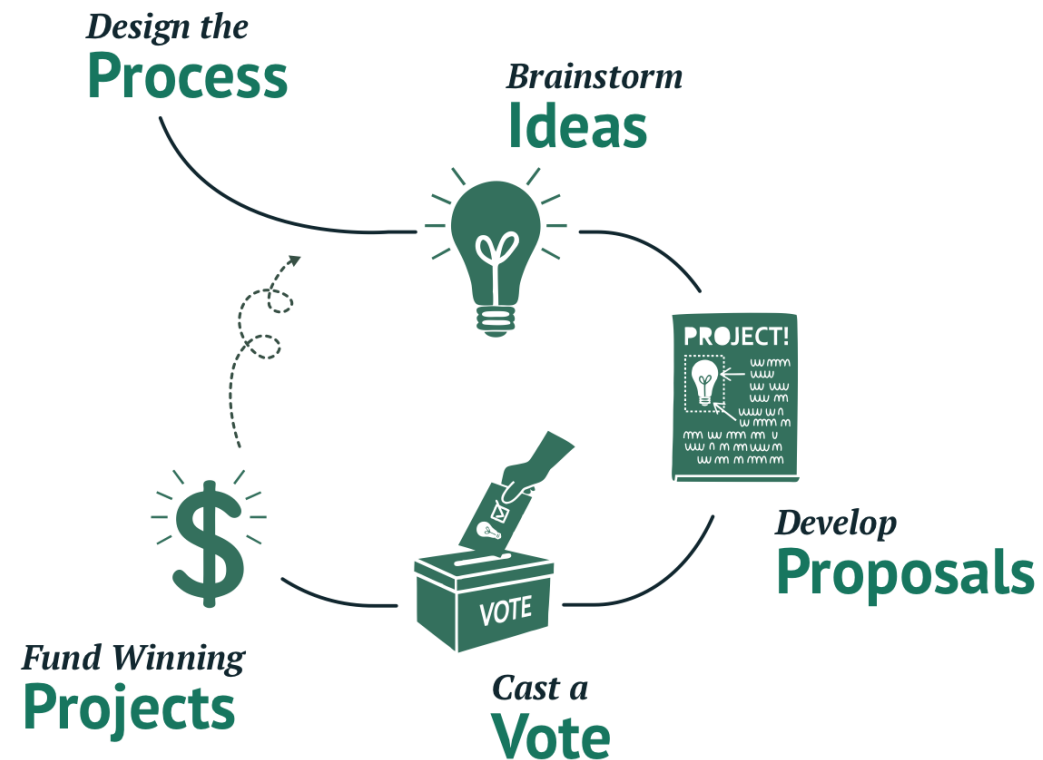 Design the
Process
Brainstorm
Ideas
PROJECT!
Develop
Proposals
VOTE
Cast a
Vote
Fund Winning
Projects